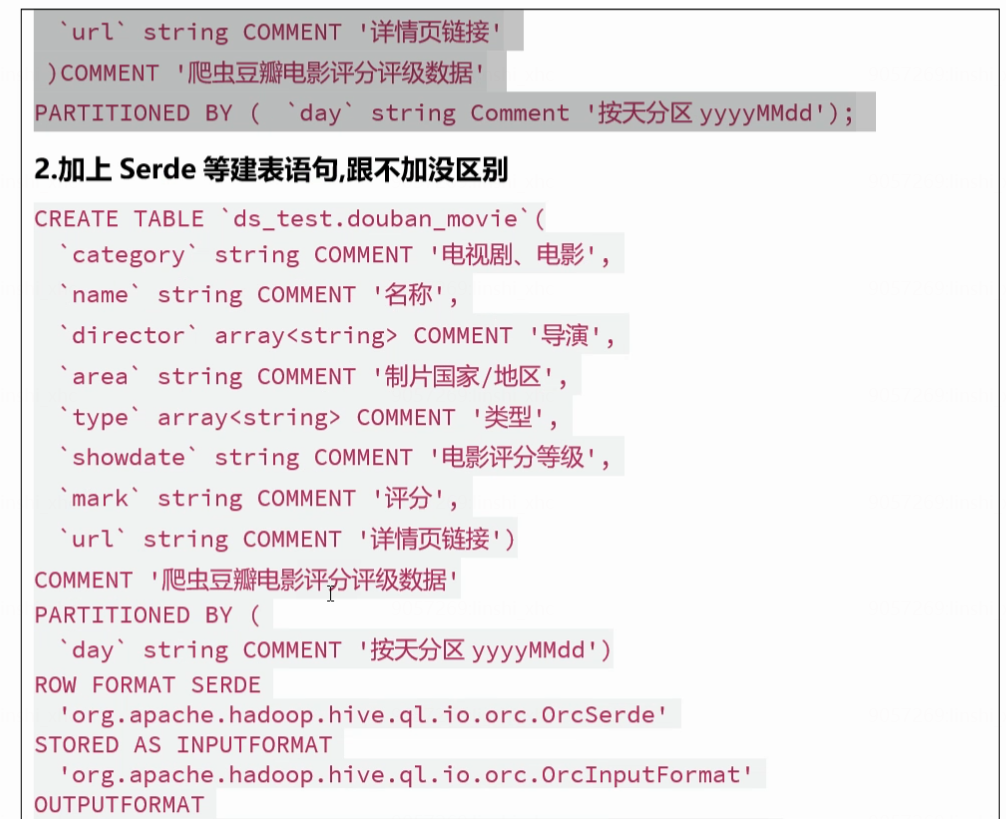 `url` string COMMENT '详情页链接'
)COMMENT '爬虫豆瓣电影评分评级数据'
PARTITIONED BY ( `day` string Comment '按天分区 yyyyMMdd');
2.加上 Serde 等建表语句,跟不加没区别
CREATE TABLE `ds_test.douban_movie`(
`category` string COMMENT '电视剧、电影',
`name` string COMMENT '名称',
`director` array<string> COMMENT '导演',
`area` string COMMENT '制片国家/地区',
`type` array<string> COMMENT '类型',
`showdate` string COMMENT '电影评分等级',
`mark` string COMMENT '评分',
`url` string COMMENT '详情页链接')
COMMENT '爬虫豆瓣电影评分评级数据'
PARTITIONED BY (
`day` string COMMENT '按天分区 yyyyMMdd')
ROW FORMAT SERDE
'org.apache.hadoop.hive.ql.io.orc.OrcSerde'
STORED AS INPUTFORMAT
'org.apache.hadoop.hive.ql.io.orc.OrcInputFormat'
OUTPUTFORMAT